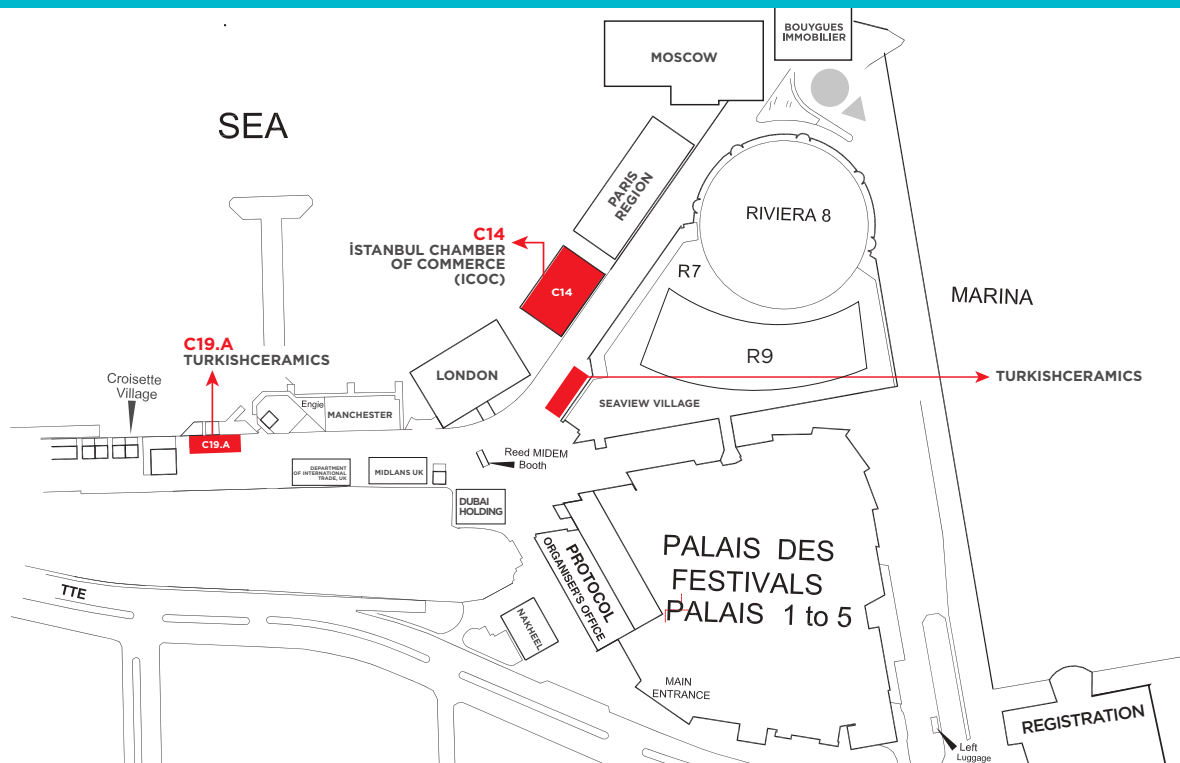 BOUYGUES
IMMOBILIER
MOSCOW
SEA
PARIS
REGION
RIVIERA 8
C14
İSTANBUL CHAMBER
OF COMMERCE
(ICOC)
R7
C14
MARINA
C19.A
TURKISHCERAMICS
R9
Croisette
Village
LONDON
TURKISHCERAMICS
Engie
MANCHESTER
SEAVIEW VILLAGE
C19.A
Reed MIDEM
Booth
DEPARTMENT
OF INTERNATIONAL
TRADE, UK
MIDLANS UK
DUBAI
HOLDING
PROTOCOL
ORGANISER'S OFFICE
PALAIS DES
FESTIVALS
PALAIS 1 to 5
TTE
NAKHEEL
MAIN
ENTRANCE
REGISTRATION
Left
Luggage